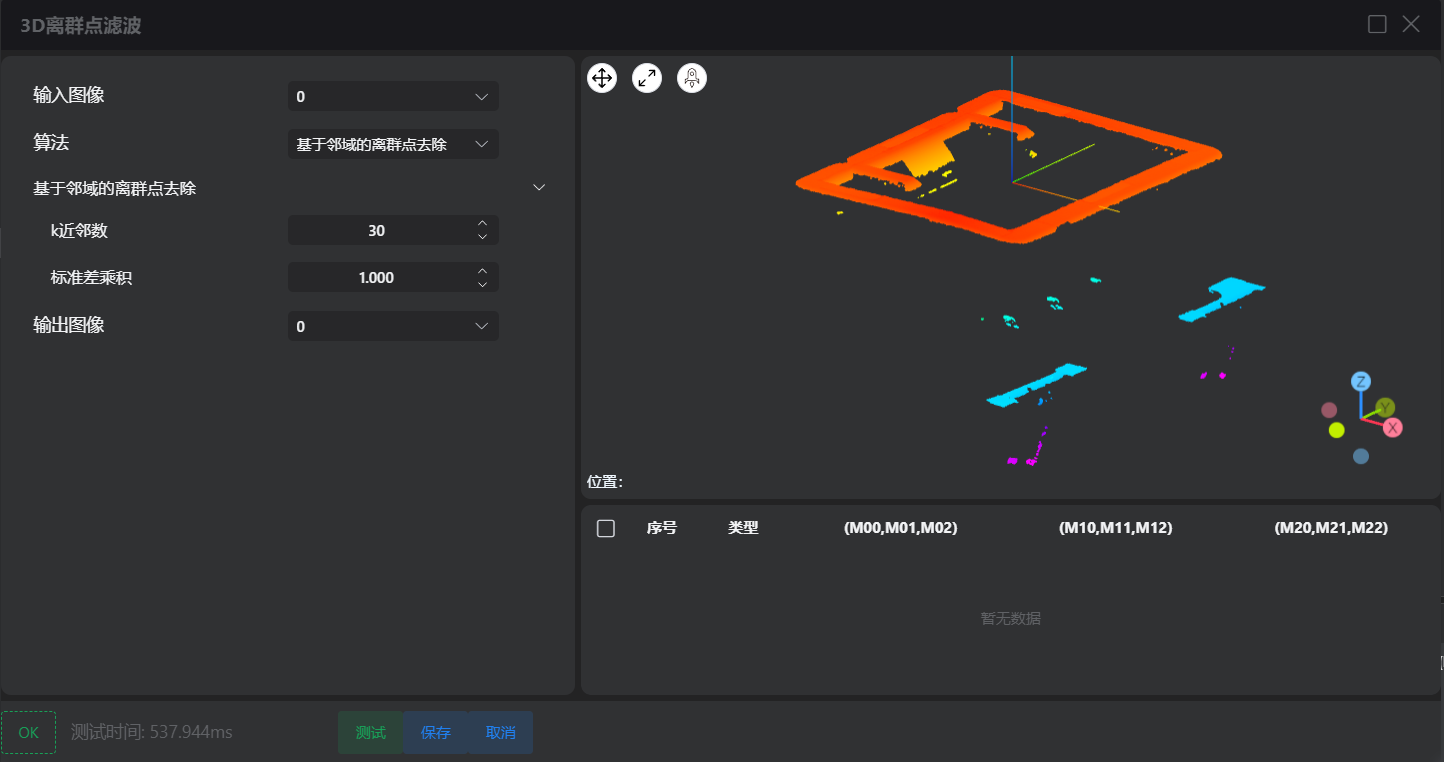 3D离群点滤波
输入图像 0
算法 基于邻域的离群点去除
基于邻域的离群点去除
k近邻数 30
标准差乘积 1.000
输出图像 0
Z
Y
X
位置:
序号 类型 (M00,M01,M02) (M10,M11,M12) (M20,M21,M22)
暂无数据
OK 测试时间: 537.944ms 测试 保存 取消